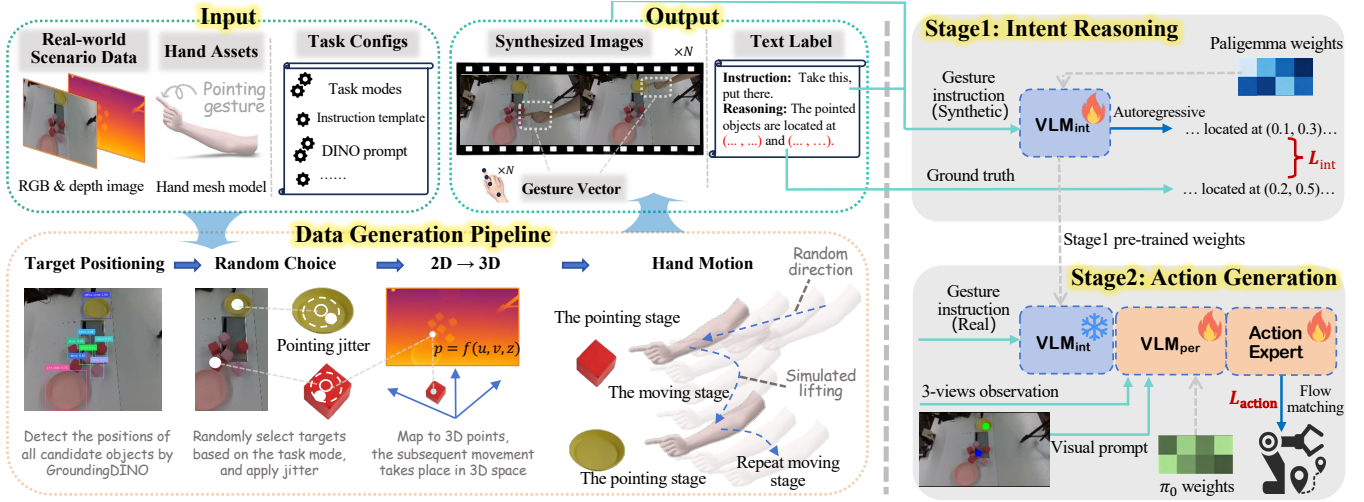 Input
Real-world
Scenario Data
Hand Assets
Task Configs
Pointing
gesture
Task modes
Instruction template
DINO prompt
……
RGB & depth image
Hand mesh model
Output
Synthesized Images
×N
Text Label
Instruction: Take this,
put there.
Reasoning: The pointed
objects are located at
(... , ...) and (... , ...).
×N
Gesture Vector
Data Generation Pipeline
Target Positioning
Random Choice
2D → 3D
Hand Motion
Pointing jitter
p = f(u, v, z)
The pointing stage
Random
direction
The moving stage
Simulated
lifting
The pointing stage
Repeat moving
stage
Detect the positions of
all candidate objects by
GroundingDINO
Randomly select targets
based on the task mode,
and apply jitter
Map to 3D points,
the subsequent movement
takes place in 3D space
Stage1: Intent Reasoning
Paligemma weights
Gesture
instruction
(Synthetic)
VLMint
Autoregressive
… located at (0.1, 0.3)…
Lint
Ground truth
… located at (0.2, 0.5)…
Stage1 pre-trained weights
Stage2: Action Generation
Gesture
instruction
(Real)
VLMint
VLMper
Action
Expert
3-views observation
Laction
Flow
matching
Visual prompt
π0 weights